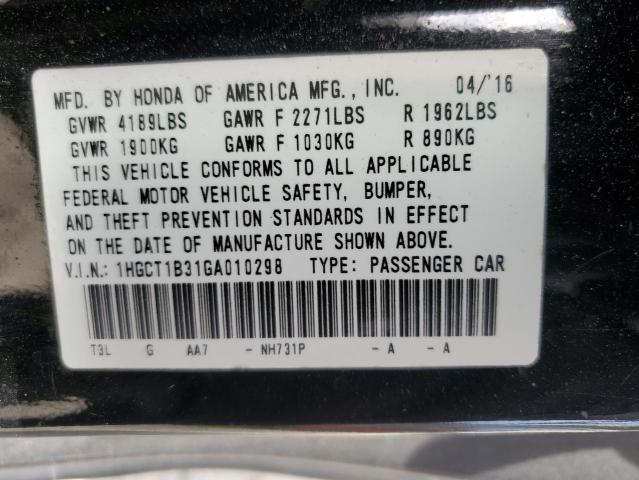 MFD. BY HONDA OF AMERICA MFG., INC. 04/'16
GVWR 4189LBS GAWR F 2271LBS R 1962LBS
GVWR 1900KG GAWR F 1030KG R 890KG
THIS VEHICLE CONFORMS TO ALL APPLICABLE
FEDERAL MOTOR VEHICLE SAFETY, BUMPER,
AND THEFT PREVENTION STANDARDS IN EFFECT
ON THE DATE OF MANUFACTURE SHOWN ABOVE.
V.I.N.: 1HGCT1B31GA010298 TYPE: PASSENGER CAR
T3L G AA7 - NH731P - A - A